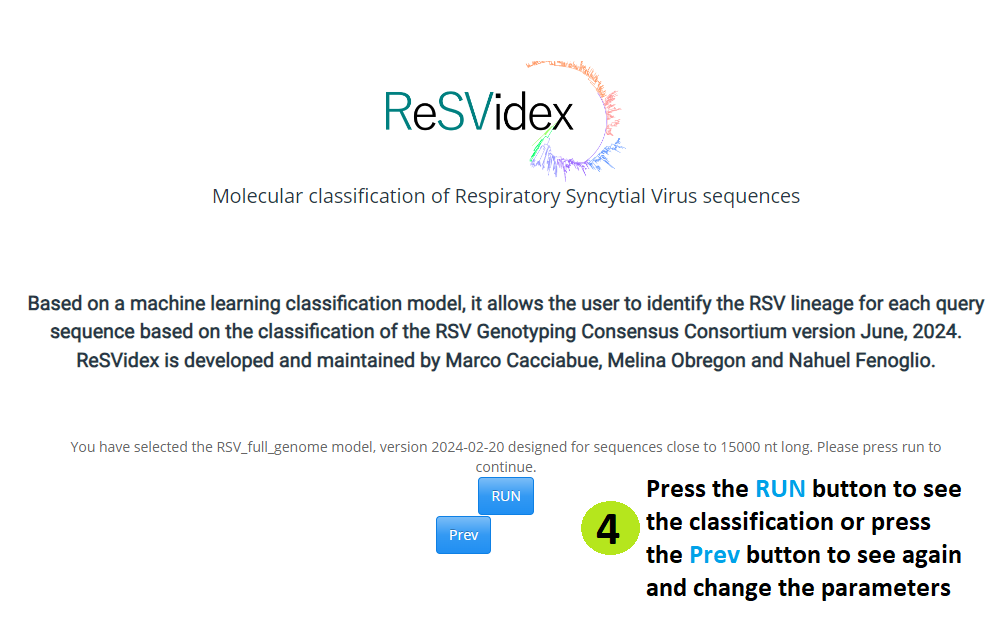 ReSVidex
Molecular classification of Respiratory Syncytial Virus sequences
Based on a machine learning classification model, it allows the user to identify the RSV lineage for each query
sequence based on the classification of the RSV Genotyping Consensus Consortium version June, 2024.
ReSVidex is developed and maintained by Marco Cacciabue, Melina Obregon and Nahuel Fenoglio.
You have selected the RSV_full_genome model, version 2024-02-20 designed for sequences close to 15000 nt long. Please press run to
continue.
RUN
Prev
4
Press the RUN button to see
the classification or press
the Prev button to see again
and change the parameters